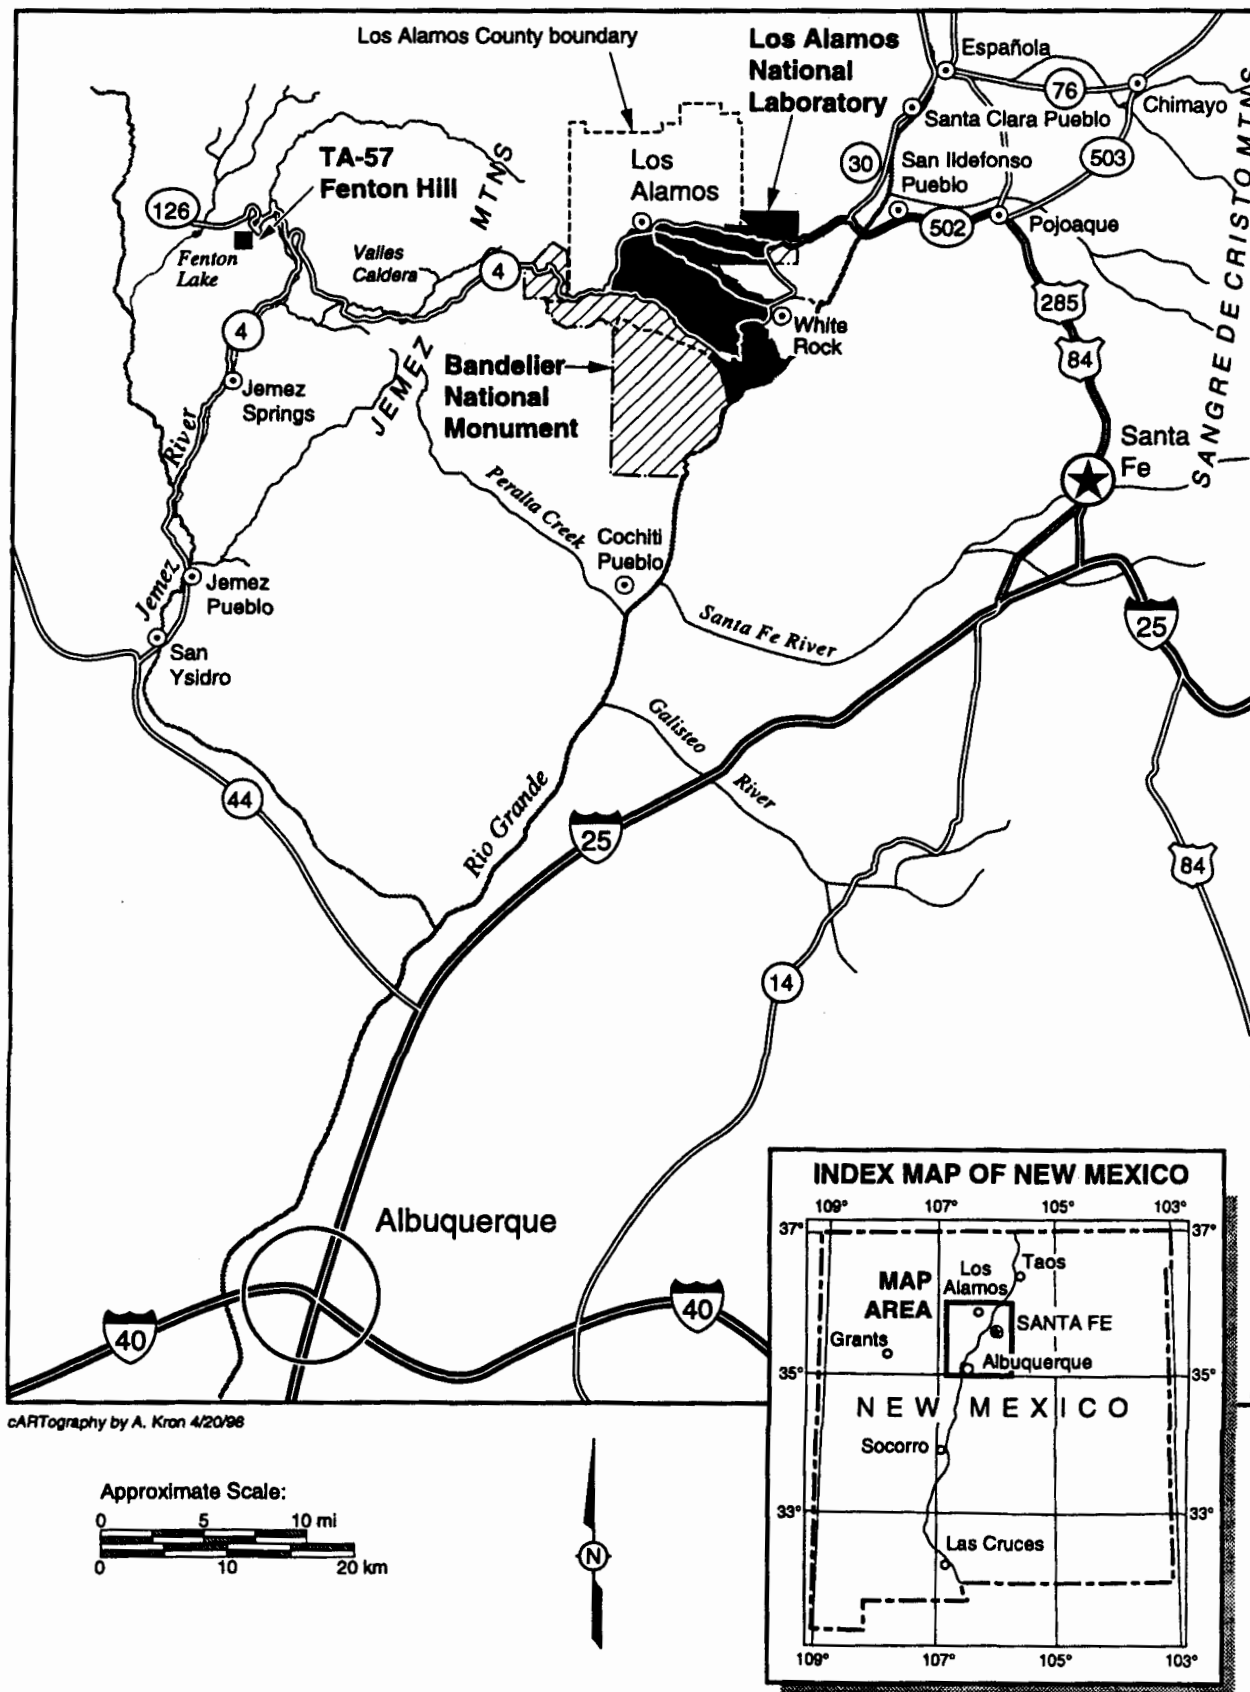 Los Alamos County boundary
Los Alamos
National
Laboratory
Española
76
Chimayo
Santa Clara Pueblo
30
San Ildefonso
Pueblo
503
502
Pojoaque
TA-57
Fenton Hill
126
Fenton
Lake
Valles
Caldera
JEMEZ MTNS
4
Los
Alamos
White
Rock
285
84
SANGRE DE CRISTO MTNS
4
Jemez
Springs
Bandelier
National
Monument
Santa
Fe
Jemez River
Peralta Creek
Cochiti
Pueblo
Jemez
Pueblo
San
Ysidro
Santa Fe River
25
Galisteo River
44
Rio Grande
25
84
14
Albuquerque
40
40
cARTography by A. Kron 4/20/98
Approximate Scale:
0 5 10 mi
0 10 20 km
N
INDEX MAP OF NEW MEXICO
109° 107° 105° 103°
37° 37°
Taos
Los
Alamos
MAP
AREA
SANTA FE
Grants
Albuquerque
35° 35°
NEW MEXICO
Socorro
33° 33°
Las Cruces
109° 107° 105° 103°